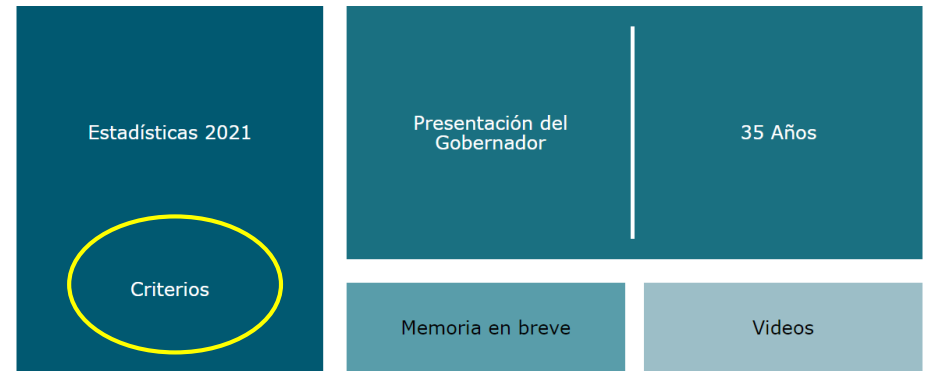 Estadísticas 2021
Criterios
Presentación del
Gobernador
35 Años
Memoria en breve
Videos